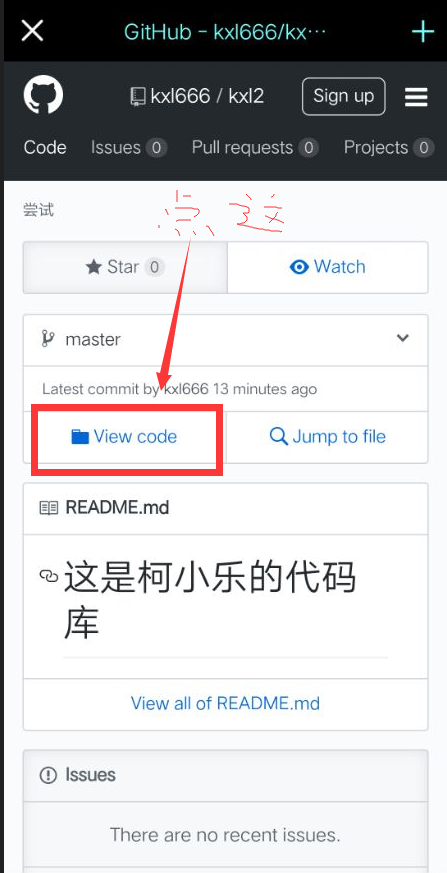 GitHub - kxl666/kx…
kxl666 / kxl2
Sign up
Code Issues 0 Pull requests 0 Projects 0
尝试
点这
Star 0
Watch
master
Latest commit by kxl666 13 minutes ago
View code
Jump to file
README.md
这是柯小乐的代码
库
View all of README.md
Issues
There are no recent issues.